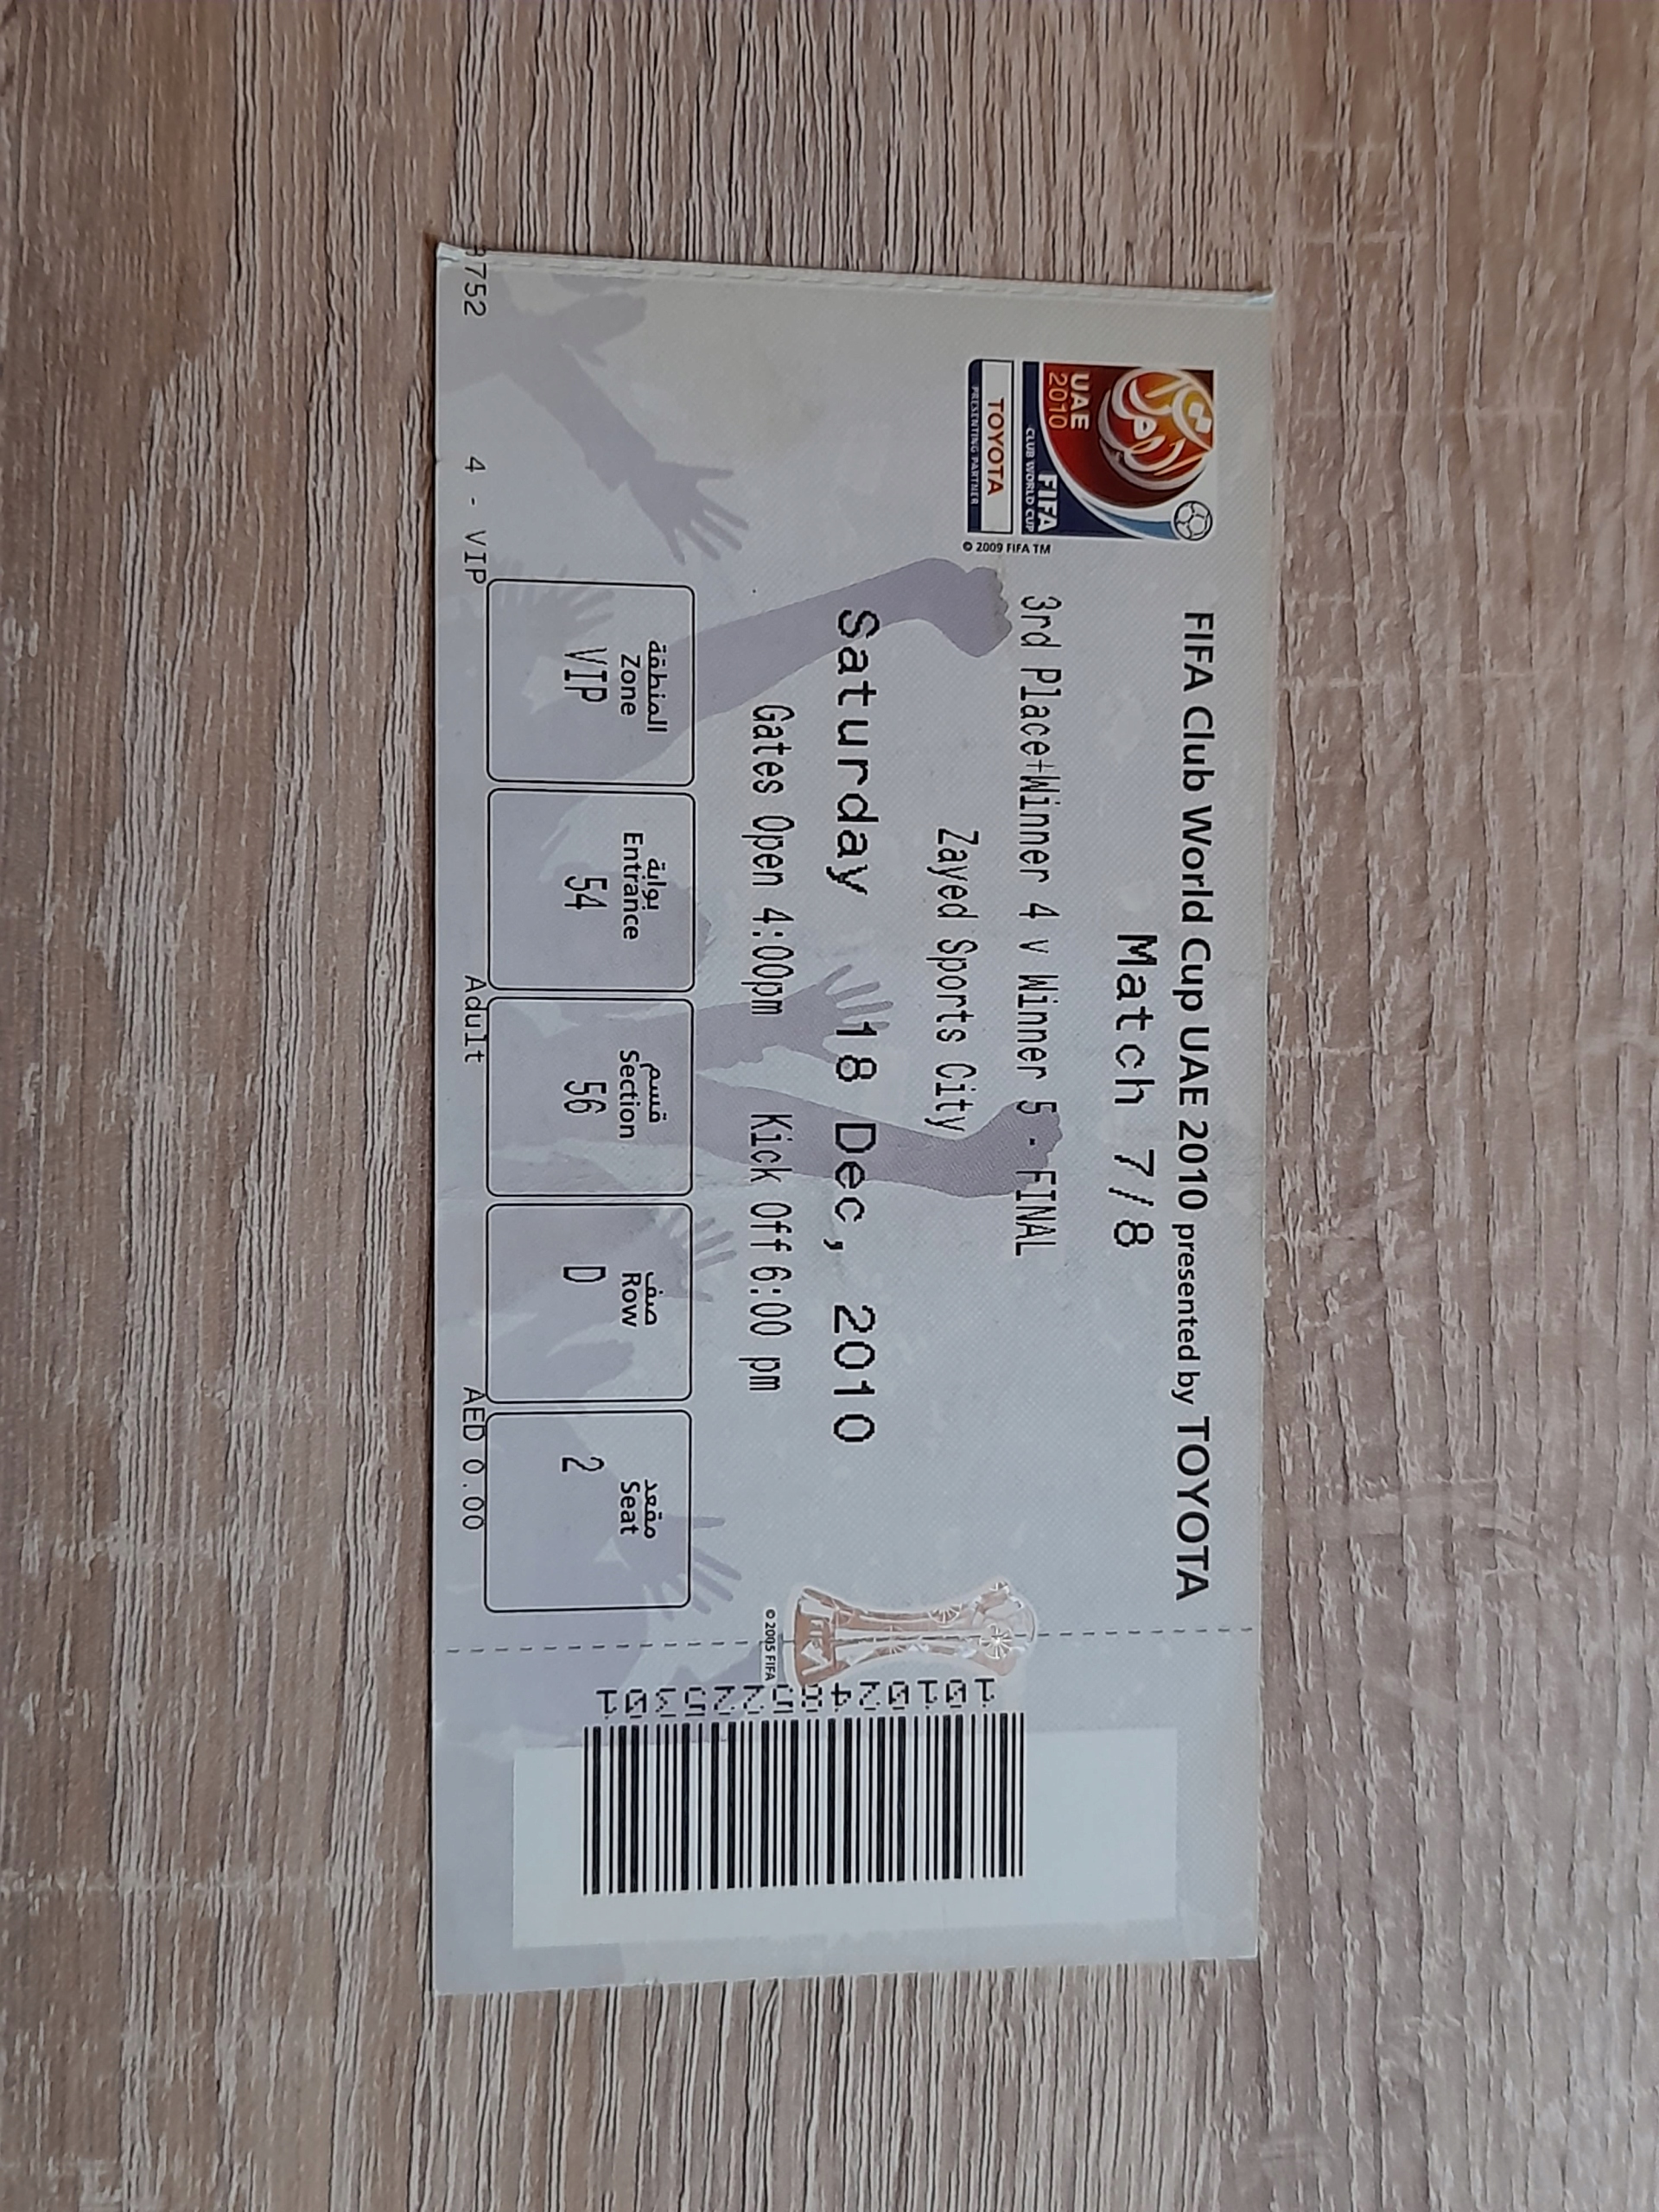 FIFA Club World Cup UAE 2010 presented by TOYOTA
Match 7/8
UAE
2010
FIFA
CLUB WORLD CUP
TOYOTA
PRESENTING PARTNER
© 2009 FIFA TM
3rd Place+Winner 4 v Winner 5 - FINAL
Zayed Sports City
Saturday 18 Dec, 2010
Gates Open 4:00pm Kick Off 6:00 pm
المنطقة
Zone
VIP
بوابة
Entrance
54
قسم
Section
56
صف
Row
D
مقعد
Seat
2
3752 4 - VIP Adult AED 0.00
© 2005 FIFA